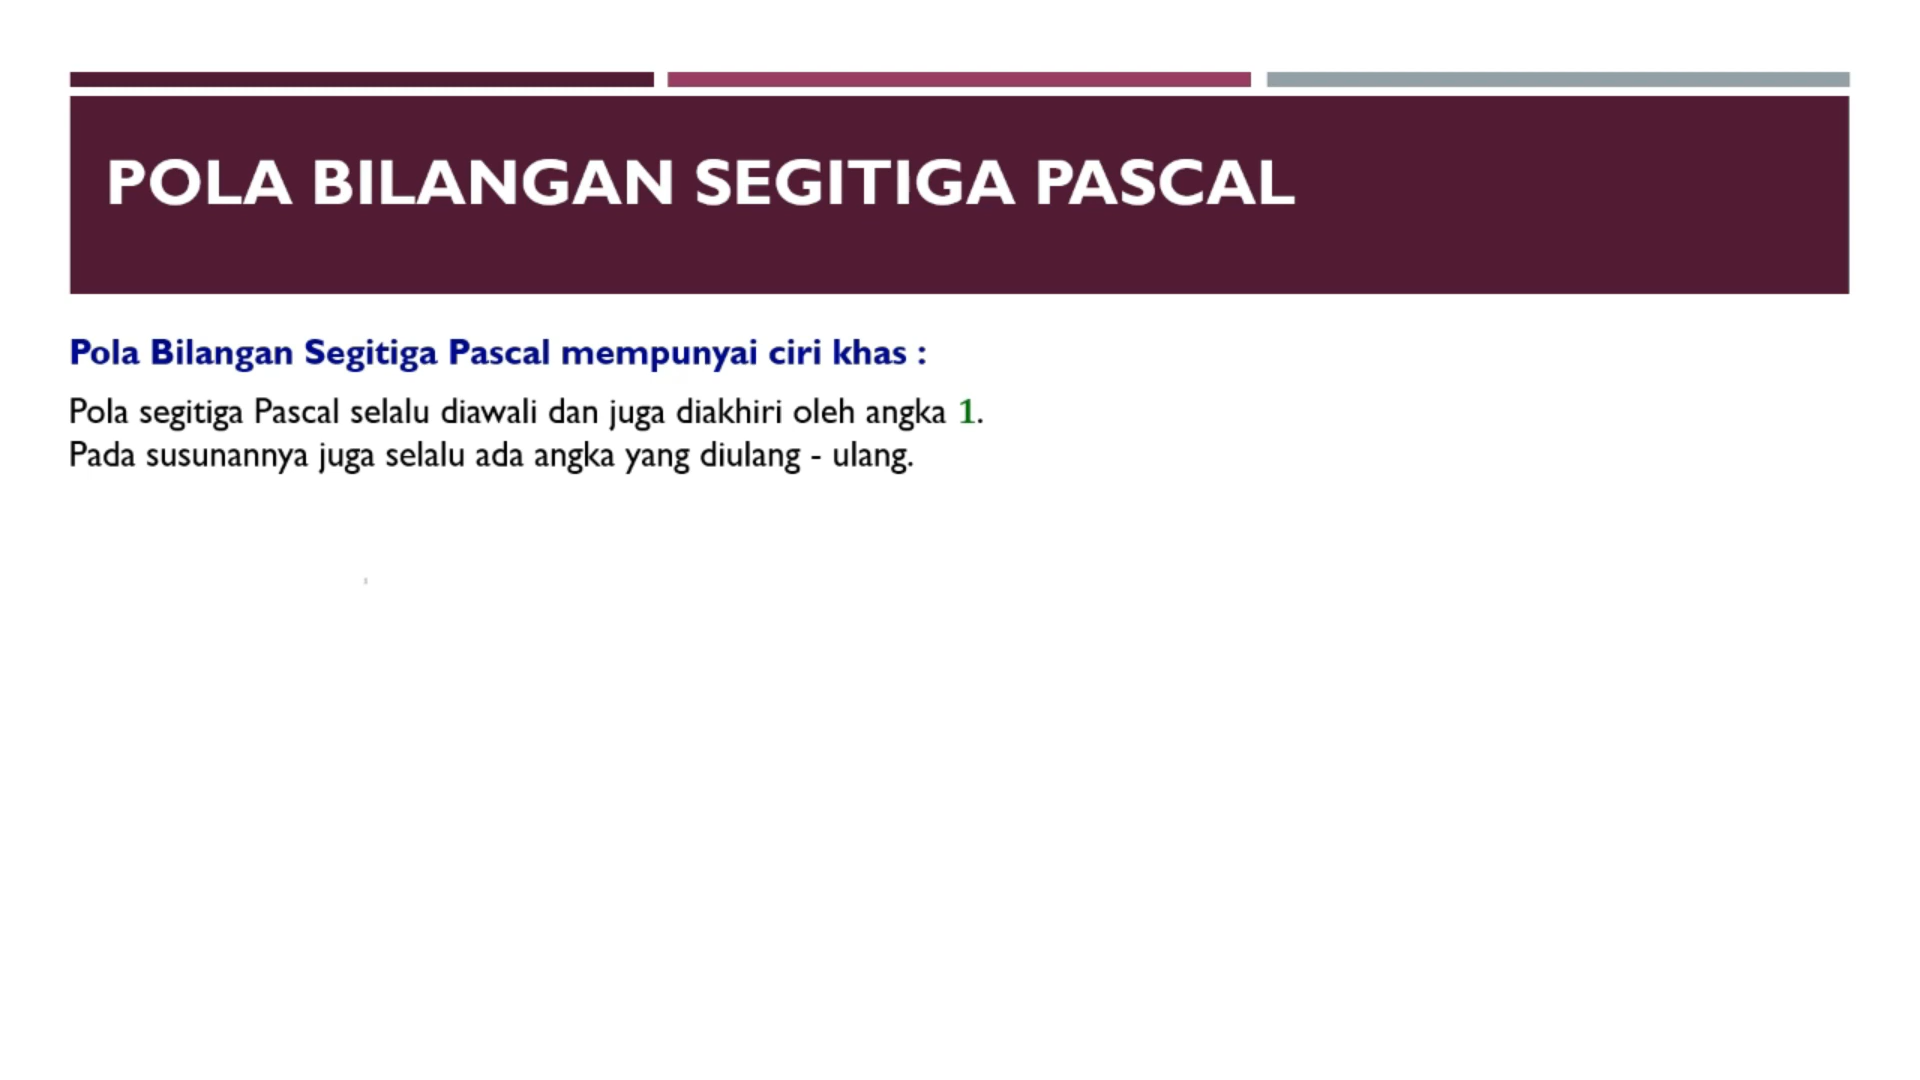 POLA BILANGAN SEGITIGA PASCAL
Pola Bilangan Segitiga Pascal mempunyai ciri khas :
Pola segitiga Pascal selalu diawali dan juga diakhiri oleh angka 1.
Pada susunannya juga selalu ada angka yang diulang - ulang.